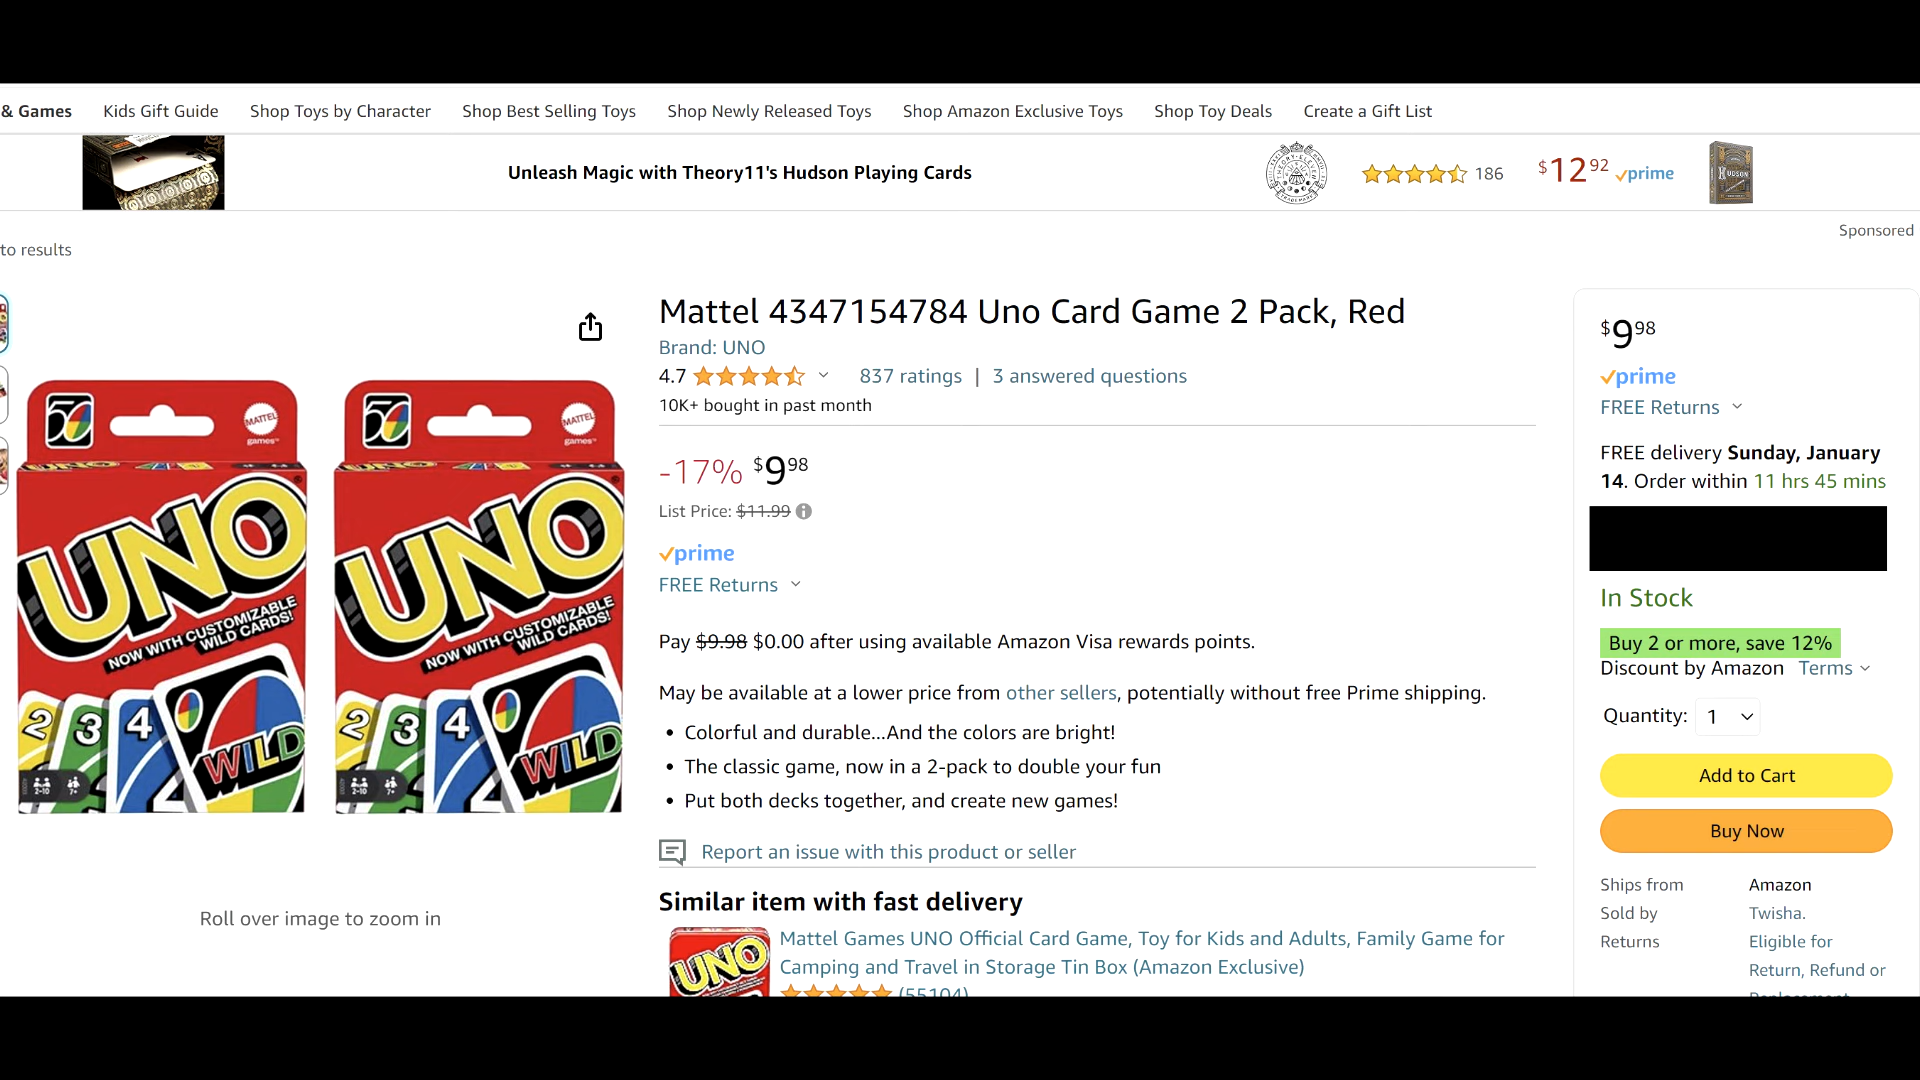 & Games Kids Gift Guide Shop Toys by Character Shop Best Selling Toys Shop Newly Released Toys Shop Amazon Exclusive Toys Shop Toy Deals Create a Gift List
Unleash Magic with Theory11's Hudson Playing Cards
186 $12 92 prime
HUDSON
Sponsored
to results
Mattel 4347154784 Uno Card Game 2 Pack, Red
Brand: UNO
4.7 837 ratings | 3 answered questions
10K+ bought in past month
-17% $9 98
List Price: $11.99
prime
FREE Returns
Pay $9.98 $0.00 after using available Amazon Visa rewards points.
May be available at a lower price from other sellers, potentially without free Prime shipping.
• Colorful and durable...And the colors are bright!
• The classic game, now in a 2-pack to double your fun
• Put both decks together, and create new games!
Report an issue with this product or seller
Similar item with fast delivery
Mattel Games UNO Official Card Game, Toy for Kids and Adults, Family Game for
Camping and Travel in Storage Tin Box (Amazon Exclusive)
(55104)
UNO
50
MATTEL
games
UNO
NOW WITH CUSTOMIZABLE
WILD CARDS!
2 3 4
WILD
2-10 7+
50
MATTEL
games
UNO
NOW WITH CUSTOMIZABLE
WILD CARDS!
2 3 4
WILD
2-10 7+
Roll over image to zoom in
$9 98
prime
FREE Returns
FREE delivery Sunday, January
14. Order within 11 hrs 45 mins
In Stock
Buy 2 or more, save 12%
Discount by Amazon Terms
Quantity: 1
Add to Cart
Buy Now
Ships from Amazon
Sold by Twisha.
Returns Eligible for
Return, Refund or
Replacement